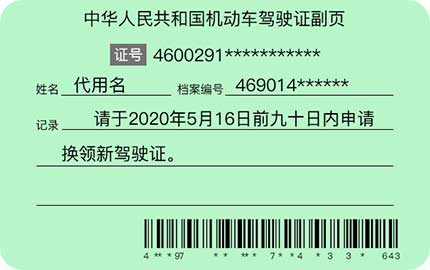 中华人民共和国机动车驾驶证副页
证号 4600291***********
姓名 代用名 档案编号 469014******
记录 请于2020年5月16日前九十日内申请
换领新驾驶证。
4**97 ****7*4*33* 643